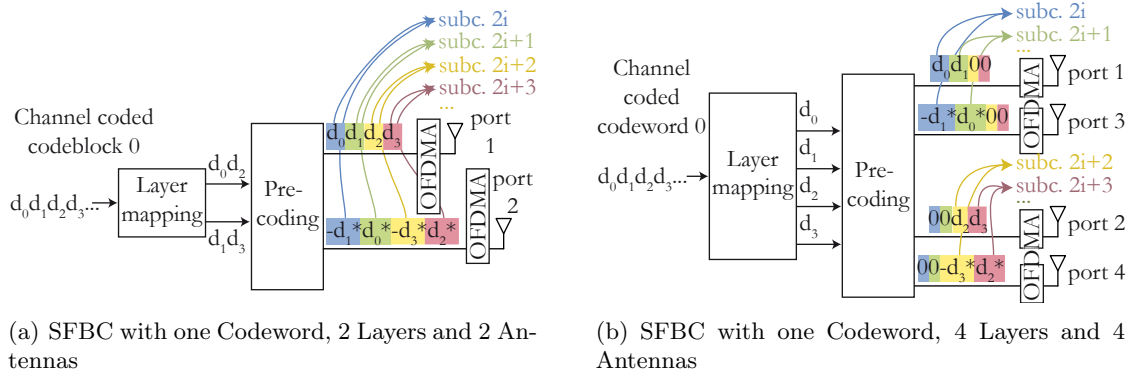 subc. 2i
subc. 2i+1
subc. 2i+2
subc. 2i+3
...
Channel coded
codeblock 0
d₀d₁d₂d₃...
Layer
mapping
d₀d₂
d₁d₃
Pre-
coding
d₀d₁d₂d₃
-d₁*d₀*-d₃*d₂*
OFDMA
OFDMA
port
1
port
2
(a) SFBC with one Codeword, 2 Layers and 2 An-
tennas
subc. 2i
subc. 2i+1
...
Channel
coded
codeword 0
d₀d₁d₂d₃...
Layer
mapping
d₀
d₁
d₂
d₃
Pre-
coding
d₀d₁00
-d₁*d₀*00
OFDMA
port 1
port 3
subc. 2i+2
subc. 2i+3
...
00d₂d₃
00-d₃*d₂*
OFDMA
port 2
port 4
(b) SFBC with one Codeword, 4 Layers and 4
Antennas